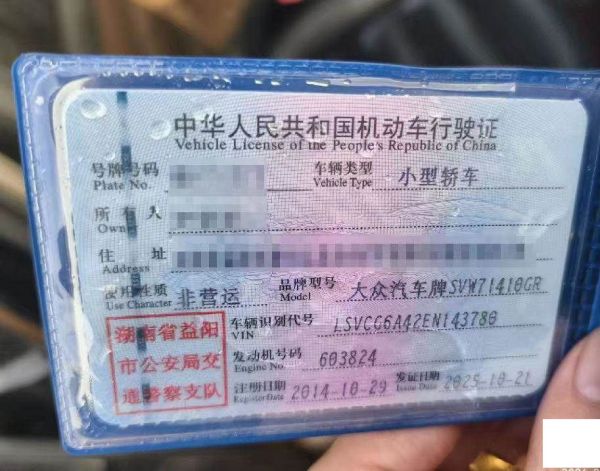 中华人民共和国机动车行驶证
Vehicle License of the People's Republic of China
号牌号码 车辆类型 小型轿车
Plate No. Vehicle Type
所有人
Owner
住址
Address
使用性质 非营运 品牌型号 大众汽车牌SVW71410GR
Use Character Model
湖南省益阳市公安局交通警察支队
车辆识别代号 LSVCG6A42EN143780
VIN
发动机号码 603824
Engine No.
注册日期 2014-10-29 发证日期 2025-10-21
Register Date Issue Date